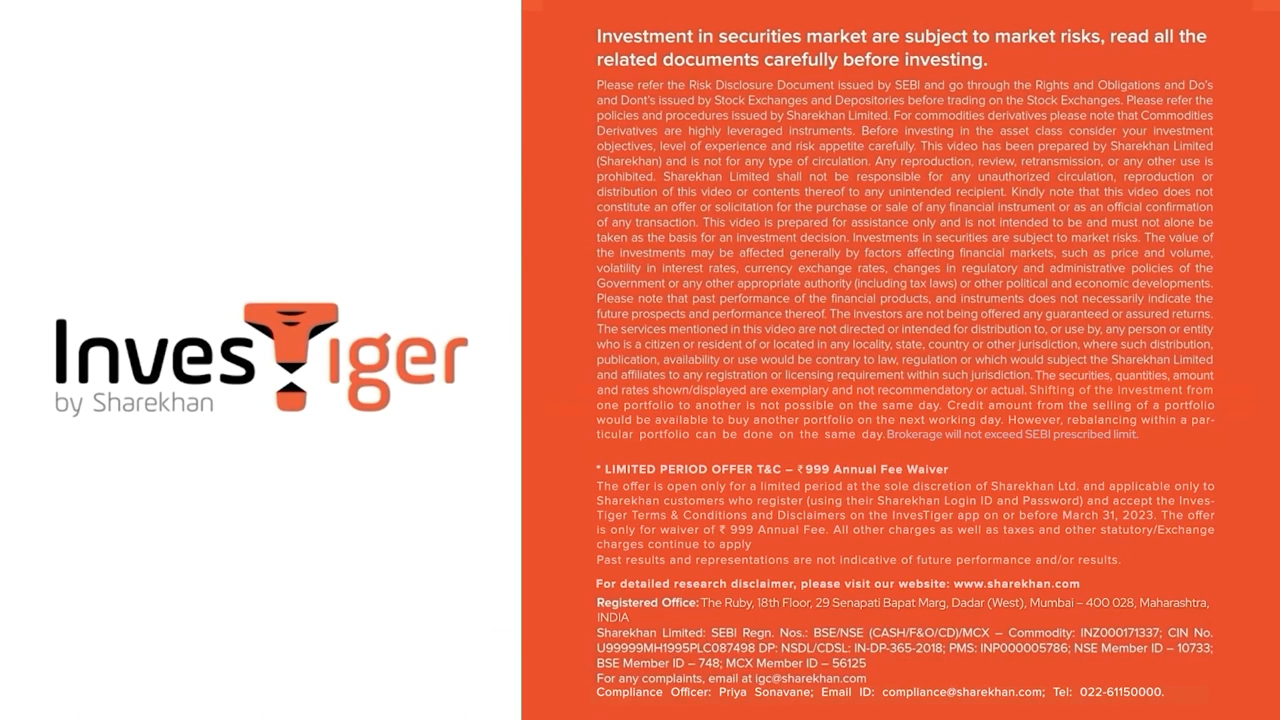 InvesTiger
by Sharekhan
Investment in securities market are subject to market risks, read all the
related documents carefully before investing.
Please refer the Risk Disclosure Document issued by SEBI and go through the Rights and Obligations and Do's
and Dont's issued by Stock Exchanges and Depositories before trading on the Stock Exchanges. Please refer the
policies and procedures issued by Sharekhan Limited. For commodities derivatives please note that Commodities
Derivatives are highly leveraged instruments. Before investing in the asset class consider your investment
objectives, level of experience and risk appetite carefully. This video has been prepared by Sharekhan Limited
(Sharekhan) and is not for any type of circulation. Any reproduction, review, retransmission, or any other use is
prohibited. Sharekhan Limited shall not be responsible for any unauthorized circulation, reproduction or
distribution of this video or contents thereof to any unintended recipient. Kindly note that this video does not
constitute an offer or solicitation for the purchase or sale of any financial instrument or as an official confirmation
of any transaction. This video is prepared for assistance only and is not intended to be and must not alone be
taken as the basis for an investment decision. Investments in securities are subject to market risks. The value of
the investments may be affected generally by factors affecting financial markets, such as price and volume,
volatility in interest rates, currency exchange rates, changes in regulatory and administrative policies of the
Government or any other appropriate authority (including tax laws) or other political and economic developments.
Please note that past performance of the financial products, and instruments does not necessarily indicate the
future prospects and performance thereof. The investors are not being offered any guaranteed or assured returns.
The services mentioned in this video are not directed or intended for distribution to, or use by, any person or entity
who is a citizen or resident of or located in any locality, state, country or other jurisdiction, where such distribution,
publication, availability or use would be contrary to law, regulation or which would subject the Sharekhan Limited
and affiliates to any registration or licensing requirement within such jurisdiction. The securities, quantities, amount
and rates shown/displayed are exemplary and not recommendatory or actual. Shifting of the investment from
one portfolio to another is not possible on the same day. Credit amount from the selling of a portfolio
would be available to buy another portfolio on the next working day. However, rebalancing within a par-
ticular portfolio can be done on the same day. Brokerage will not exceed SEBI prescribed limit.
* LIMITED PERIOD OFFER T&C – ₹ 999 Annual Fee Waiver
The offer is open only for a limited period at the sole discretion of Sharekhan Ltd. and applicable only to
Sharekhan customers who register (using their Sharekhan Login ID and Password) and accept the Inves-
Tiger Terms & Conditions and Disclaimers on the InvesTiger app on or before March 31, 2023. The offer
is only for waiver of ₹ 999 Annual Fee. All other charges as well as taxes and other statutory/Exchange
charges continue to apply
Past results and representations are not indicative of future performance and/or results.
For detailed research disclaimer, please visit our website: www.sharekhan.com
Registered Office: The Ruby, 18th Floor, 29 Senapati Bapat Marg, Dadar (West), Mumbai – 400 028, Maharashtra,
INDIA
Sharekhan Limited: SEBI Regn. Nos.: BSE/NSE (CASH/F&O/CD)/MCX – Commodity: INZ000171337; CIN No.
U99999MH1995PLC087498 DP: NSDL/CDSL: IN-DP-365-2018; PMS: INP000005786; NSE Member ID – 10733;
BSE Member ID – 748; MCX Member ID – 56125
For any complaints, email at igc@sharekhan.com
Compliance Officer: Priya Sonavane; Email ID: compliance@sharekhan.com; Tel: 022-61150000.